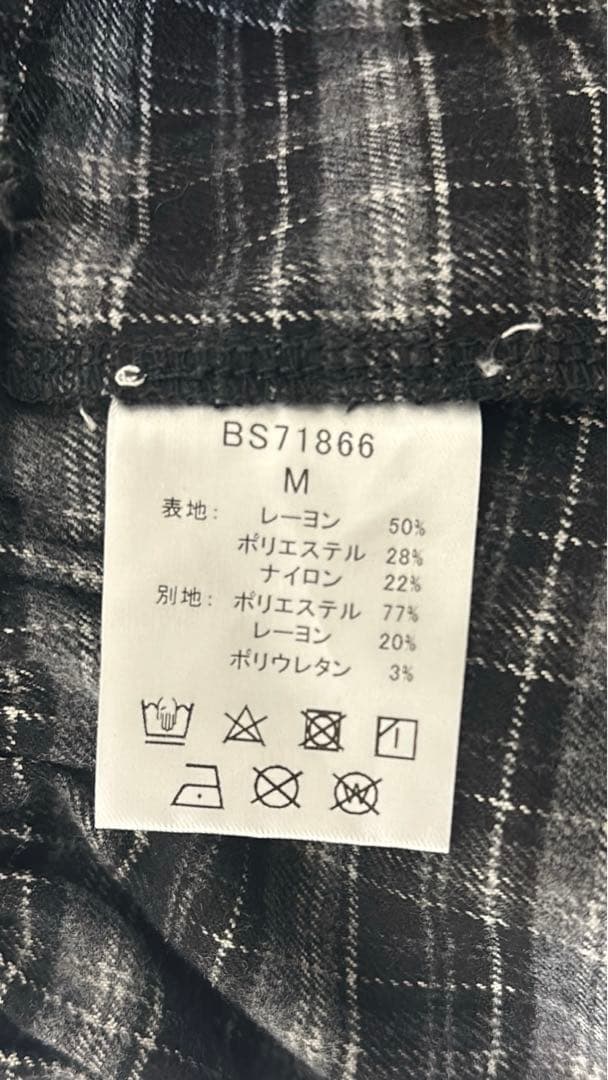 BS71866
M
表地: レーヨン 50%
ポリエステル 28%
ナイロン 22%
別地: ポリエステル 77%
レーヨン 20%
ポリウレタン 3%
W